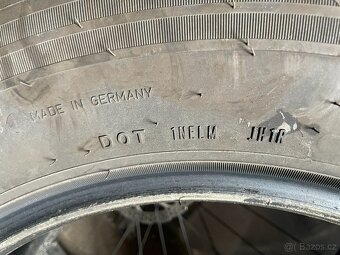 MADE IN GERMANY
DOT 1NELM JH1R